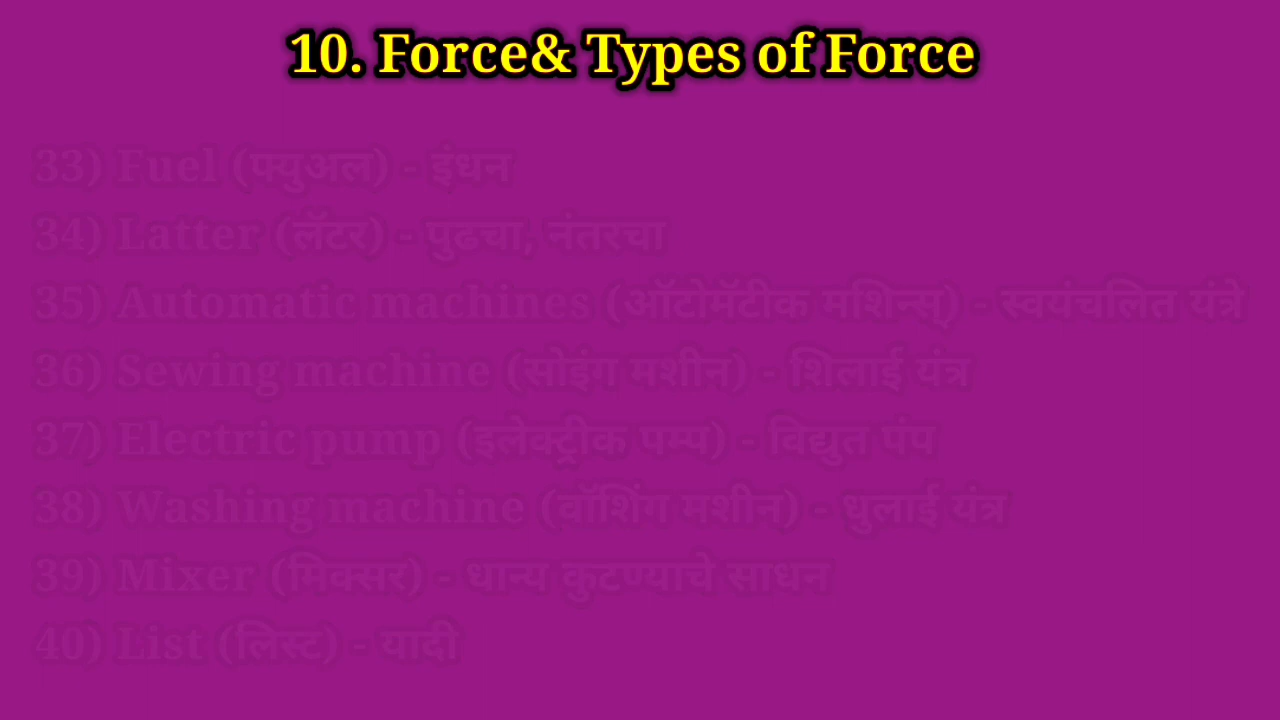 10. Force& Types of Force
33) Fuel (फ्युअल) - इंधन
34) Latter (लॅटर) - पुढचा, नंतरचा
35) Automatic machines (ऑटोमॅटीक मशिन्स्) - स्वयंचलित यंत्रे
36) Sewing machine (सोइंग मशीन) - शिलाई यंत्र
37) Electric pump (इलेक्ट्रीक पम्प) - विद्युत पंप
38) Washing machine (वॉशिंग मशीन) - धुलाई यंत्र
39) Mixer (मिक्सर) - धान्य कुटण्याचे साधन
40) List (लिस्ट) - यादी